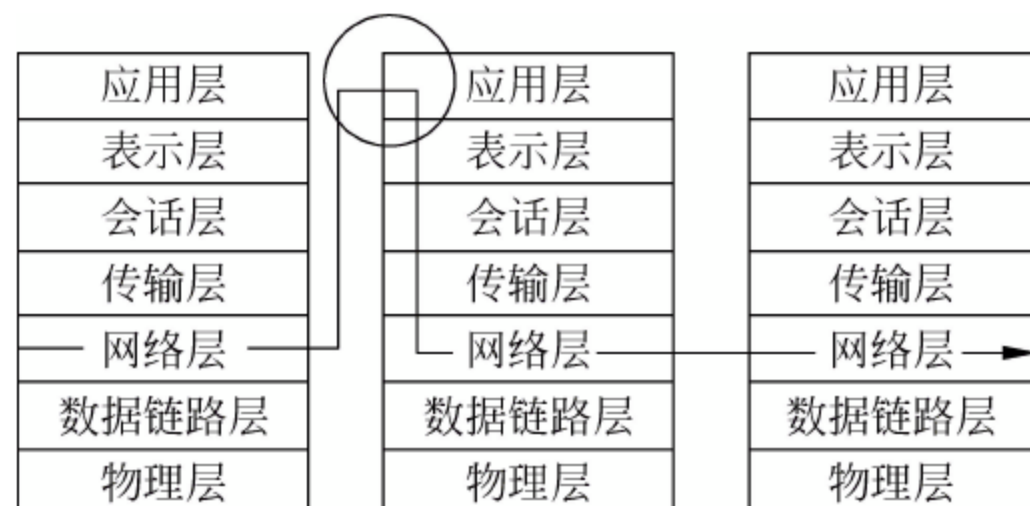 应用层 应用层 应用层
表示层 表示层 表示层
会话层 会话层 会话层
传输层 传输层 传输层
网络层 网络层 网络层
数据链路层 数据链路层 数据链路层
物理层 物理层 物理层